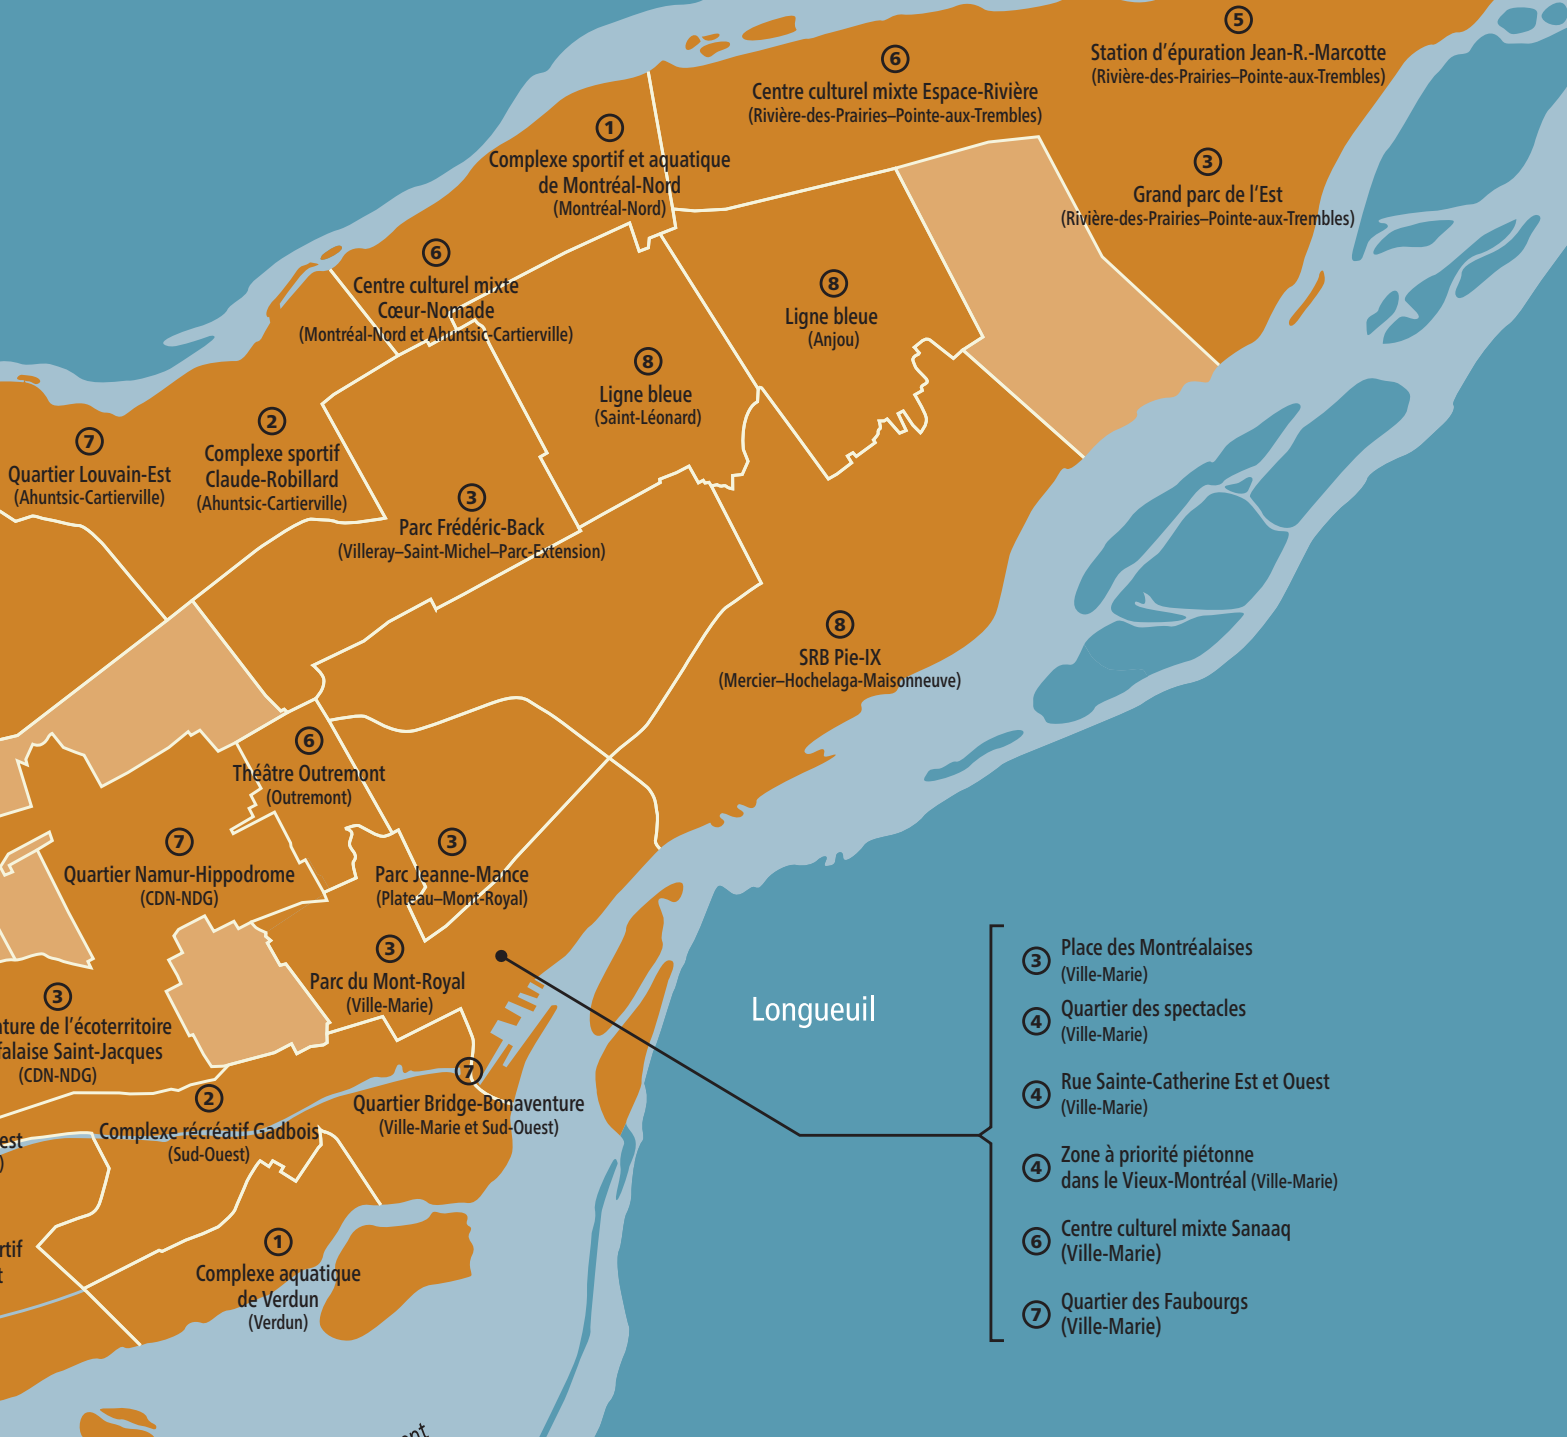 5
Station d'épuration Jean-R.-Marcotte
(Rivière-des-Prairies–Pointe-aux-Trembles)
6
Centre culturel mixte Espace-Rivière
(Rivière-des-Prairies–Pointe-aux-Trembles)
1
Complexe sportif et aquatique
de Montréal-Nord
(Montréal-Nord)
3
Grand parc de l'Est
(Rivière-des-Prairies–Pointe-aux-Trembles)
6
Centre culturel mixte
Cœur-Nomade
(Montréal-Nord et Ahuntsic-Cartierville)
8
Ligne bleue
(Anjou)
8
Ligne bleue
(Saint-Léonard)
7
Quartier Louvain-Est
(Ahuntsic-Cartierville)
2
Complexe sportif
Claude-Robillard
(Ahuntsic-Cartierville)
3
Parc Frédéric-Back
(Villeray–Saint-Michel–Parc-Extension)
8
SRB Pie-IX
(Mercier–Hochelaga-Maisonneuve)
6
Théâtre Outremont
(Outremont)
7
Quartier Namur-Hippodrome
(CDN-NDG)
3
Parc Jeanne-Mance
(Plateau–Mont-Royal)
3
Parc du Mont-Royal
(Ville-Marie)
3
ature de l'écoterritoire
falaise Saint-Jacques
(CDN-NDG)
7
Quartier Bridge-Bonaventure
(Ville-Marie et Sud-Ouest)
2
Complexe récréatif Gadbois
(Sud-Ouest)
est
)
rtif
t
1
Complexe aquatique
de Verdun
(Verdun)
Longueuil
3
Place des Montréalaises
(Ville-Marie)
4
Quartier des spectacles
(Ville-Marie)
4
Rue Sainte-Catherine Est et Ouest
(Ville-Marie)
4
Zone à priorité piétonne
dans le Vieux-Montréal (Ville-Marie)
6
Centre culturel mixte Sanaaq
(Ville-Marie)
7
Quartier des Faubourgs
(Ville-Marie)